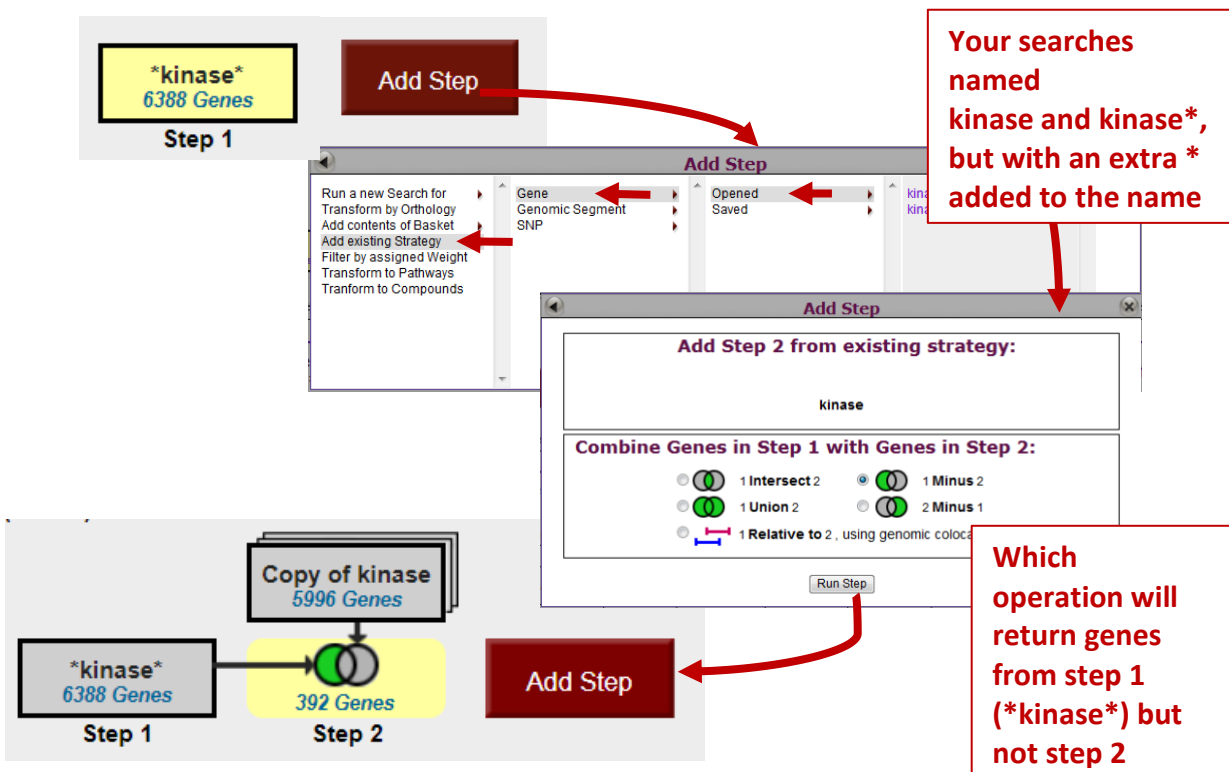 *kinase*
6388 Genes
Step 1
Add Step
Your searches
named
kinase and kinase*,
but with an extra *
added to the name
Add Step
Run a new Search for
Transform by Orthology
Add contents of Basket
Add existing Strategy
Filter by assigned Weight
Transform to Pathways
Tranform to Compounds
Gene
Genomic Segment
SNP
Opened
Saved
Add Step
Add Step 2 from existing strategy:
kinase
Combine Genes in Step 1 with Genes in Step 2:
1 Intersect 2
1 Minus 2
1 Union 2
2 Minus 1
1 Relative to 2 , using genomic
Run Step
Which
operation will
return genes
from step 1
(*kinase*) but
not step 2
Copy of kinase
5996 Genes
*kinase*
6388 Genes
Step 1
392 Genes
Step 2
Add Step